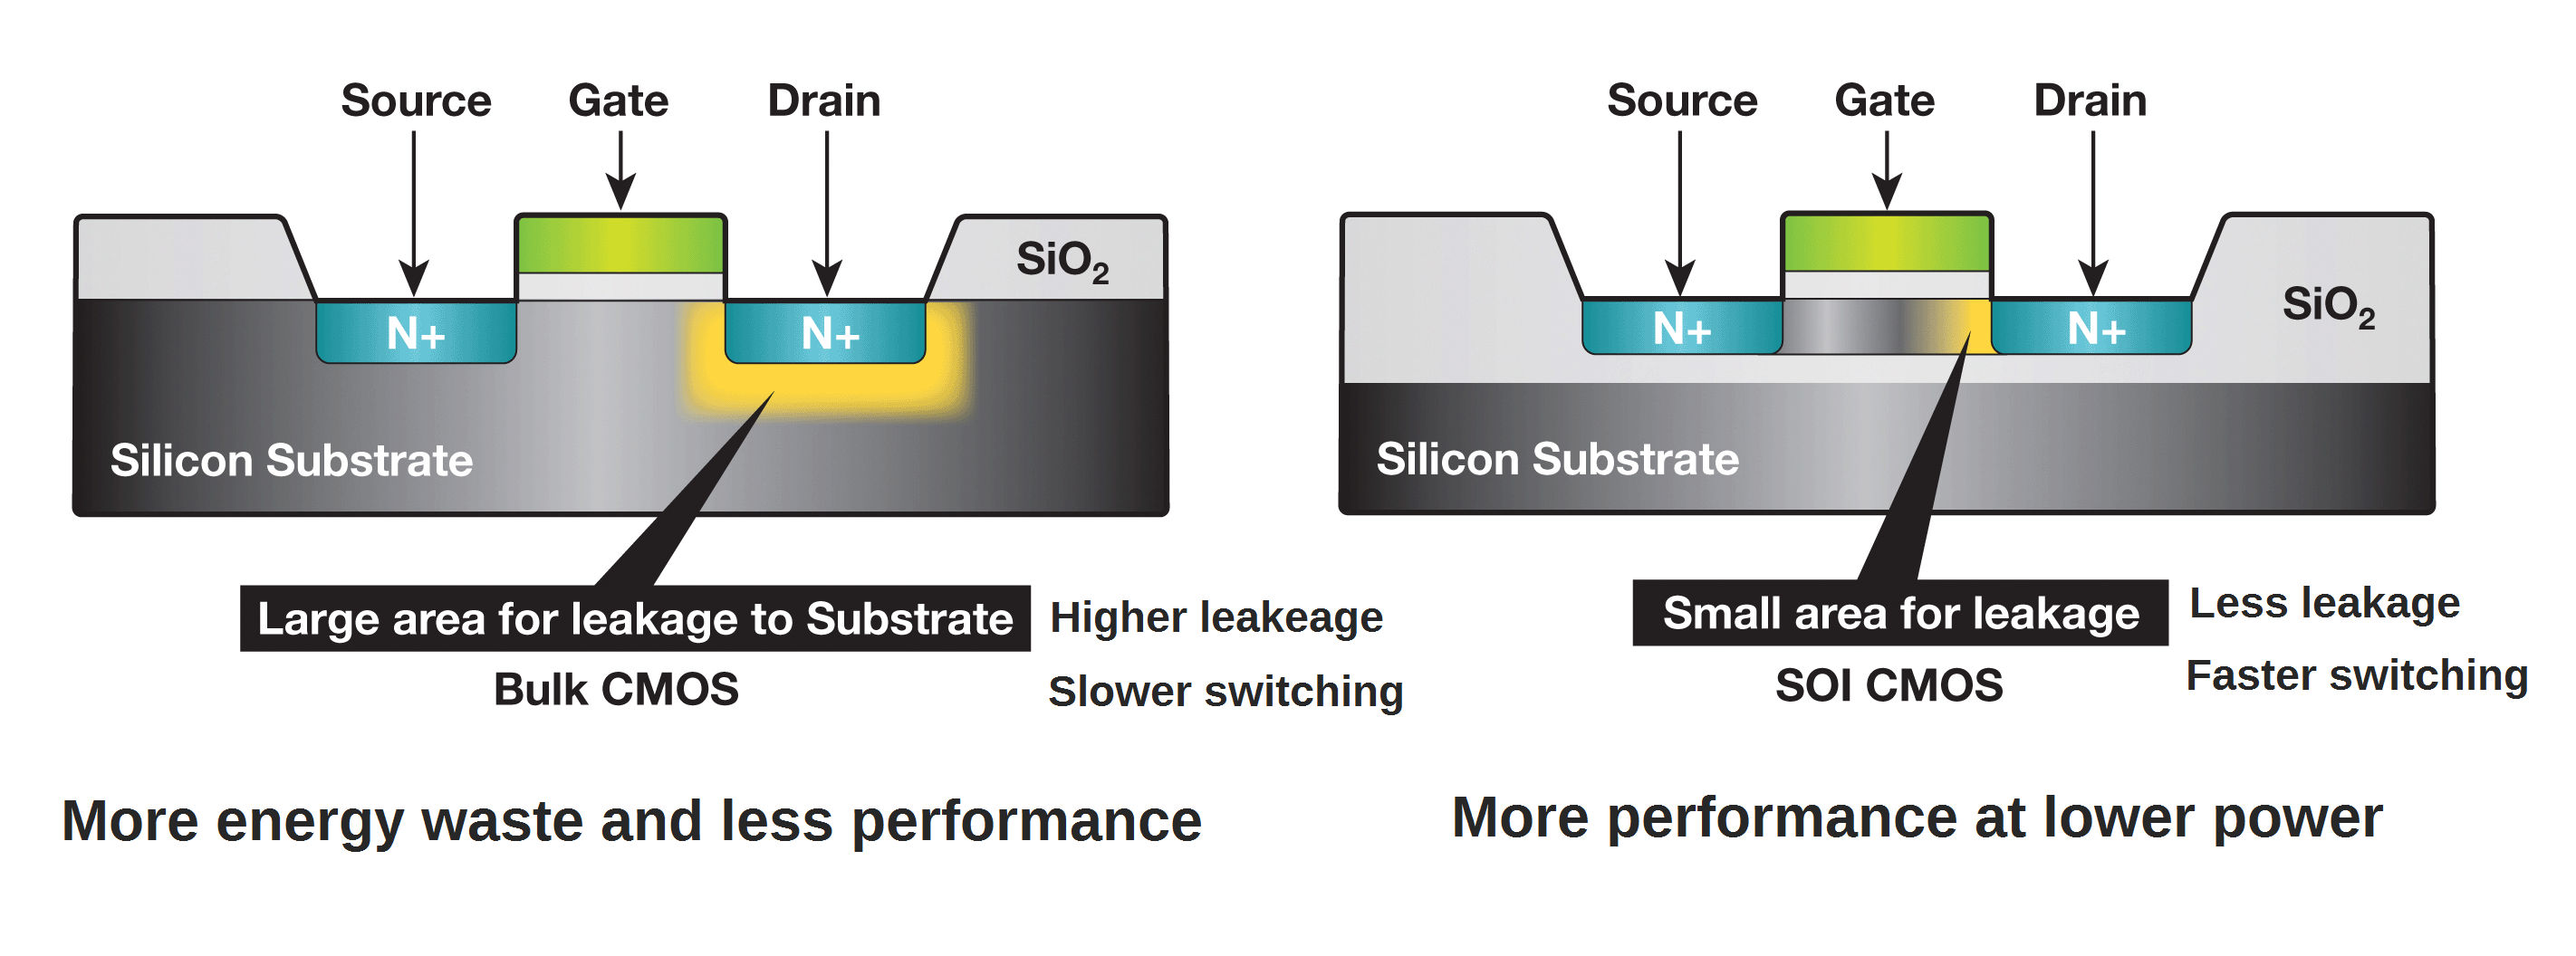 Source Gate Drain
SiO2
N+ N+
Silicon Substrate
Large area for leakage to Substrate
Bulk CMOS
Higher leakeage
Slower switching
More energy waste and less performance
Source Gate Drain
SiO2
N+ N+
Silicon Substrate
Small area for leakage
SOI CMOS
Less leakage
Faster switching
More performance at lower power